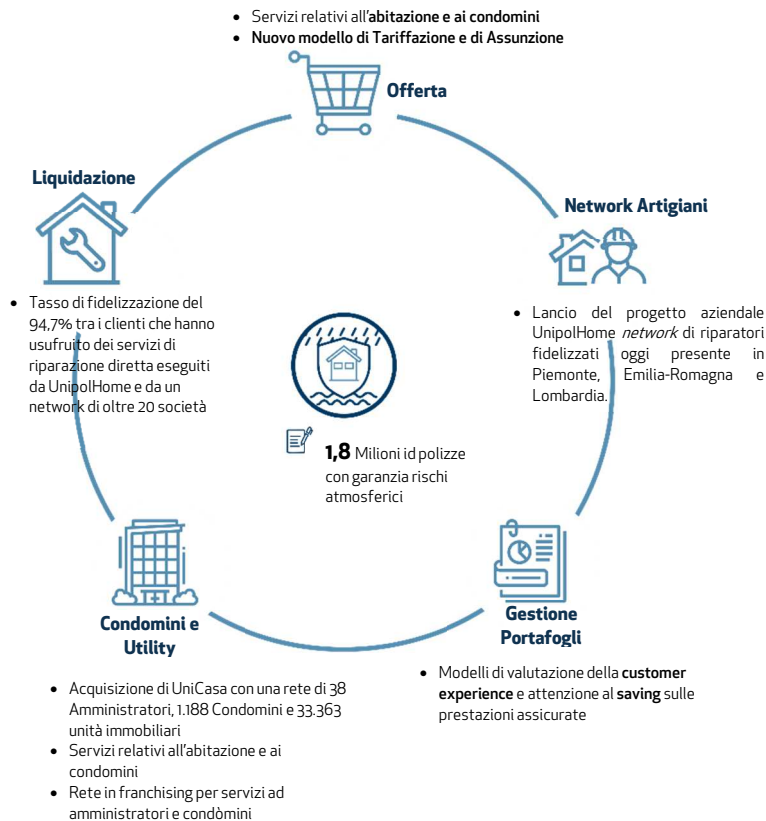 • Servizi relativi all'abitazione e ai condomini
• Nuovo modello di Tariffazione e di Assunzione
Offerta
Liquidazione
• Tasso di fidelizzazione del
94,7% tra i clienti che hanno
usufruito dei servizi di
riparazione diretta eseguiti
da UnipolHome e da un
network di oltre 20 società
Network Artigiani
• Lancio del progetto aziendale
UnipolHome network di riparatori
fidelizzati oggi presente in
Piemonte, Emilia-Romagna e
Lombardia.
1,8 Milioni id polizze
con garanzia rischi
atmosferici
Condomini e
Utility
• Acquisizione di UniCasa con una rete di 38
Amministratori, 1.188 Condomini e 33.363
unità immobiliari
• Servizi relativi all'abitazione e ai
condomini
• Rete in franchising per servizi ad
amministratori e condòmini
Gestione
Portafogli
• Modelli di valutazione della customer
experience e attenzione al saving sulle
prestazioni assicurate